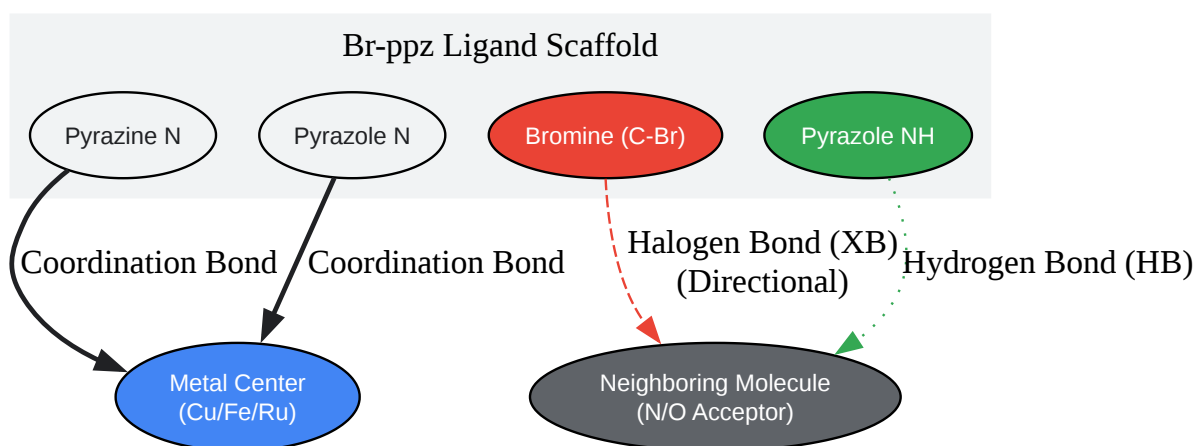 Br-ppz Ligand Scaffold
Pyrazine N
Pyrazole N
Bromine (C-Br)
Pyrazole NH
Coordination Bond
Coordination Bond
Halogen Bond (XB)
(Directional)
Hydrogen Bond (HB)
Metal Center
(Cu/Fe/Ru)
Neighboring Molecule
(N/O Acceptor)